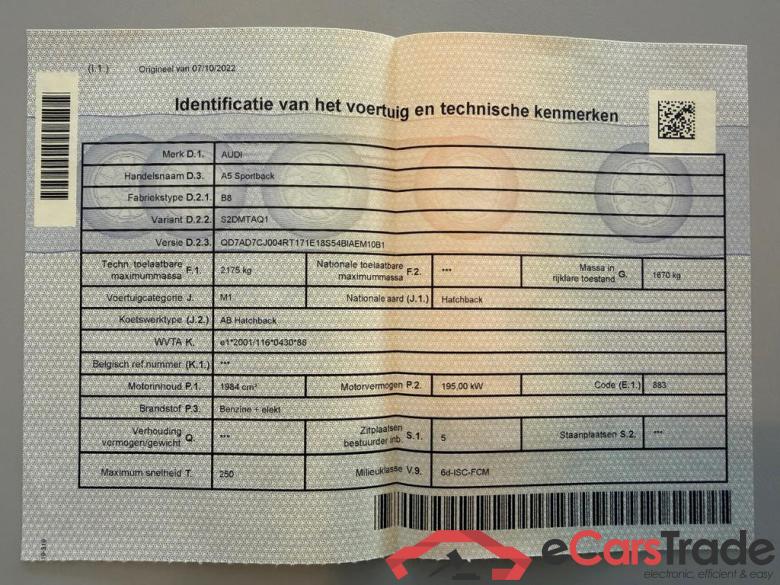 (I.1.) Origineel van 07/10/2022
Identificatie van het voertuig en technische kenmerken
Merk D.1. AUDI
Handelsnaam D.3. A5 Sportback
Fabriekstype D.2.1. B8
Variant D.2.2. S2DMTAQ1
Versie D.2.3. QD7AD7CJ004RT171E18S54BIAEM10B1
Techn. toelaatbare maximummassa F.1. 2175 kg Nationale toelaatbare maximummassa F.2. *** Massa in rijklare toestand G. 1670 kg
Voertuigcategorie J. M1 Nationale aard (J.1.) Hatchback
Koetswerktype (J.2.) AB Hatchback
WVTA K. e1*2001/116*0430*86
Belgisch ref.nummer (K.1.) ***
Motorinhoud P.1. 1984 cm³ Motorvermogen P.2. 195,00 kW Code (E.1.) 883
Brandstof P.3. Benzine + elekt
Verhouding vermogen/gewicht Q. *** Zitplaatsen bestuurder inb. S.1. 5 Staanplaatsen S.2. ***
Maximum snelheid T. 250 Milieuklasse V.9. 6d-ISC-FCM
eCarsTrade
electronic, efficient & easy